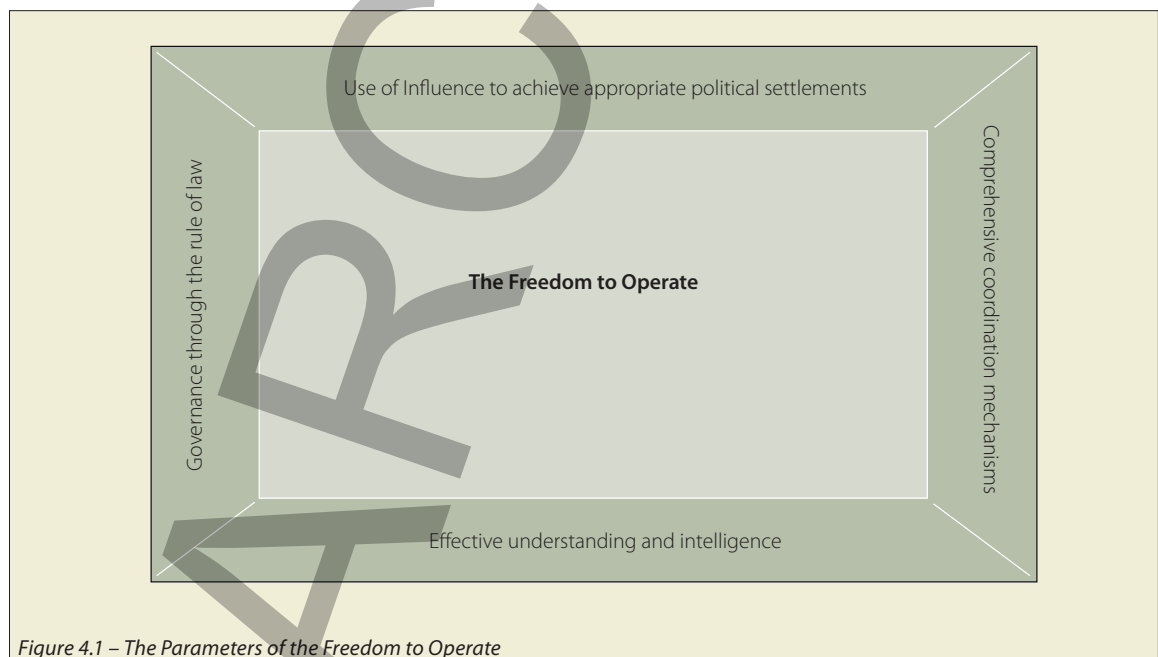 Use of Influence to achieve appropriate political settlements
Governance through the rule of law
The Freedom to Operate
Comprehensive coordination mechanisms
Effective understanding and intelligence
Figure 4.1 – The Parameters of the Freedom to Operate
ARC